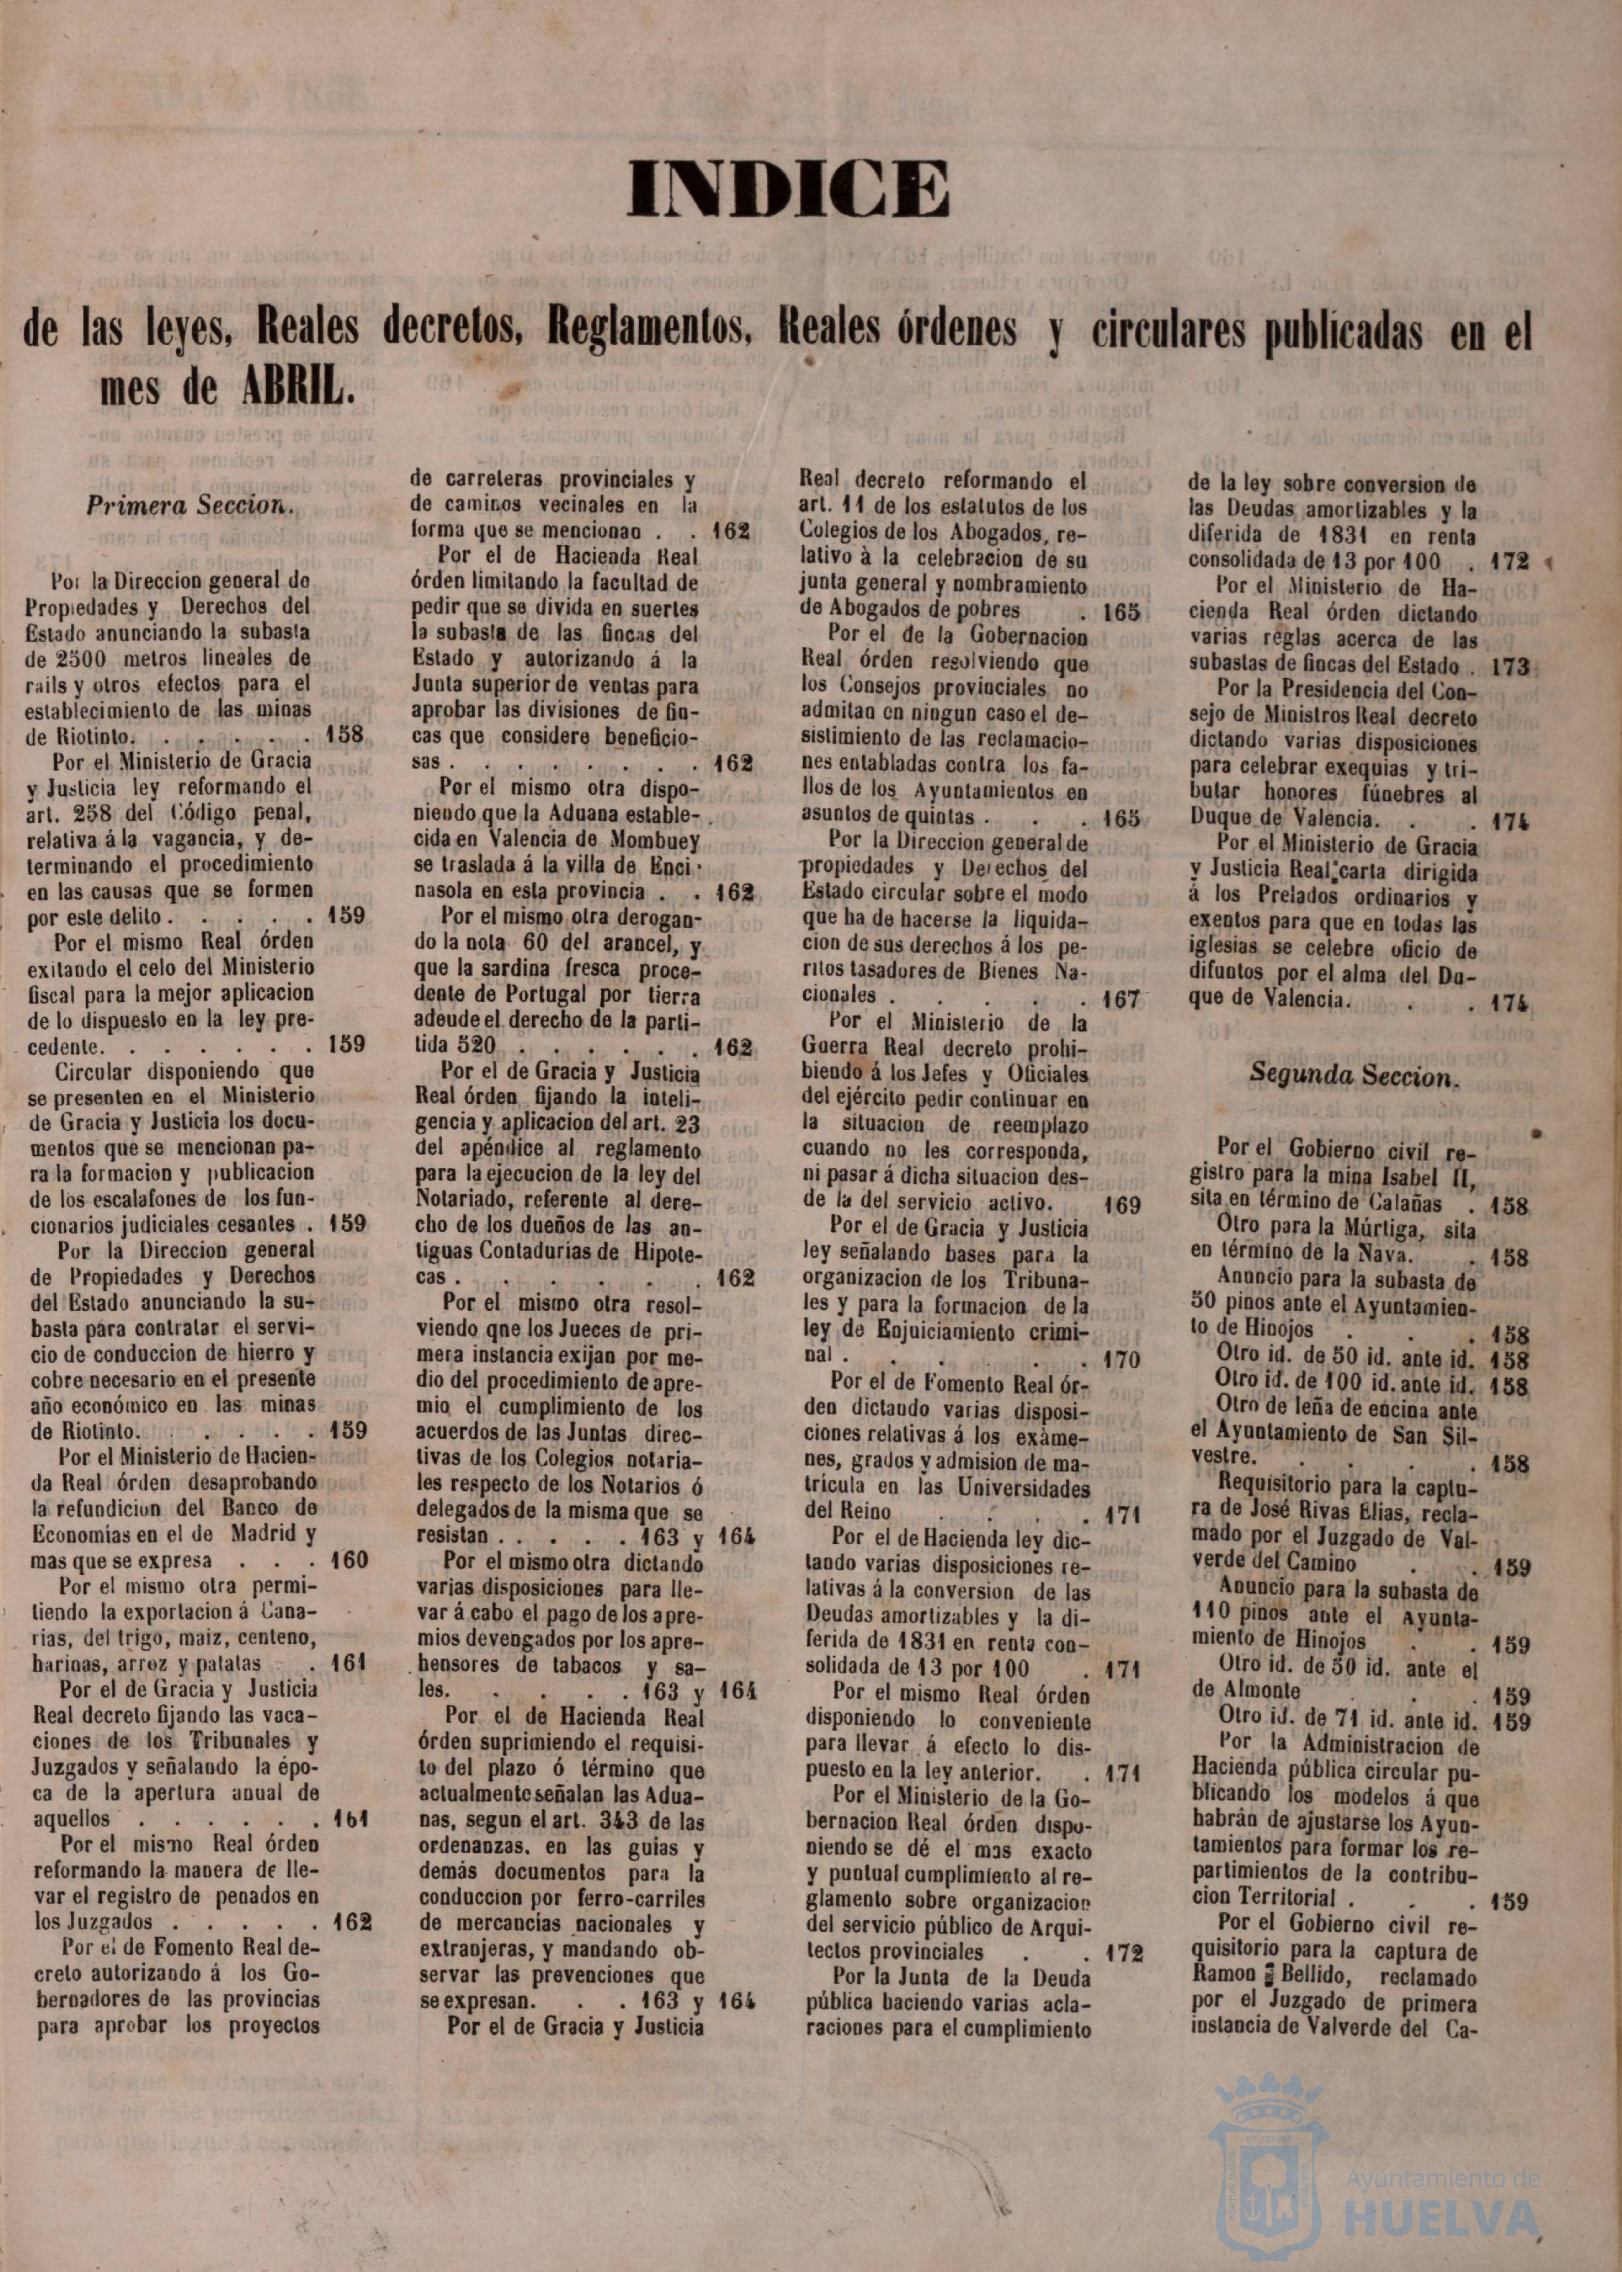 INDICE
de las leyes, Reales decretos, Reglamentos, Reales órdenes y circulares publicadas en el
mes de ABRIL.
Primera Seccion.
Por la Direccion general de
Propiedades y Derechos del
Estado anunciando la subasta
de 2500 metros lineales de
rails y otros efectos para el
establecimiento de las minas
de Riotinto. . . . . . 158
Por el Ministerio de Gracia
y Justicia ley reformando el
art. 258 del Código penal,
relativa á la vagancia, y de-
terminando el procedimiento
en las causas que se formen
por este delito . . . . . 159
Por el mismo Real órden
exitando el celo del Ministerio
fiscal para la mejor aplicacion
de lo dispuesto en la ley pre-
cedente. . . . . . . 159
Circular disponiendo que
se presenten en el Ministerio
de Gracia y Justicia los docu-
mentos que se mencionan pa-
ra la formacion y publicacion
de los escalafones de los fun-
cionarios judiciales cesantes . 159
Por la Direccion general
de Propiedades y Derechos
del Estado anunciando la su-
basta para contratar el servi-
cio de conduccion de hierro y
cobre necesario en el presente
año económico en las minas
de Riotinto. . . . . . 159
Por el Ministerio de Hacien-
da Real órden desaprobando
la refundicion del Banco de
Economías en el de Madrid y
mas que se expresa . . . 160
Por el mismo otra permi-
tiendo la exportacion á Cana-
rias, del trigo, maiz, centeno,
harinas, arroz y patatas . . 161
Por el de Gracia y Justicia
Real decreto fijando las vaca-
ciones de los Tribunales y
Juzgados y señalando la épo-
ca de la apertura anual de
aquellos . . . . . . 161
Por el mismo Real órden
reformando la manera de lle-
var el registro de penados en
los Juzgados . . . . . 162
Por el de Fomento Real de-
creto autorizando á los Go-
bernadores de las provincias
para aprobar los proyectos
de carreteras provinciales y
de caminos vecinales en la
forma que se mencionan . . 162
Por el de Hacienda Real
órden limitando la facultad de
pedir que se divida en suertes
la subasta de las fincas del
Estado y autorizando á la
Junta superior de ventas para
aprobar las divisiones de fin-
cas que considere beneficio-
sas . . . . . . . . 162
Por el mismo otra dispo-
niendo que la Aduana estable-
cida en Valencia de Mombuey
se traslada á la villa de Enci-
nasola en esta provincia . . 162
Por el mismo otra derogan-
do la nota 60 del arancel, y
que la sardina fresca proce-
dente de Portugal por tierra
adeude el derecho de la parti-
tida 520 . . . . . . 162
Por el de Gracia y Justicia
Real órden fijando la inteli-
gencia y aplicacion del art. 23
del apéndice al reglamento
para la ejecucion de la ley del
Notariado, referente al dere-
cho de los dueños de las an-
tiguas Contadurias de Hipote-
cas . . . . . . . 162
Por el mismo otra resol-
viendo qne los Jueces de pri-
mera instancia exijan por me-
dio del procedimiento de apre-
mio el cumplimiento de los
acuerdos de las Juntas direc-
tivas de los Colegios notaria-
les respecto de los Notarios ó
delegados de la misma que se
resistan . . . . . 163 y 164
Por el mismo otra dictando
varias disposiciones para lle-
var á cabo el pago de los apre-
mios devengados por los apre-
hensores de tabacos y sa-
les. . . . . . 163 y 164
Por el de Hacienda Real
órden suprimiendo el requisi-
to del plazo ó término que
actualmente señalan las Adua-
nas, segun el art. 343 de las
ordenanzas, en las guias y
demás documentos para la
conduccion por ferro-carriles
de mercancías nacionales y
extranjeras, y mandando ob-
servar las prevenciones que
se expresan. . . 163 y 164
Por el de Gracia y Justicia
Real decreto reformando el
art. 11 de los estatutos de los
Colegios de los Abogados, re-
lativo à la celebracion de su
junta general y nombramiento
de Abogados de pobres . 165
Por el de la Gobernacion
Real órden resolviendo que
los Consejos provinciales no
admitan en ningun caso el de-
sistimiento de las reclamacio-
nes entabladas contra los fa-
llos de los Ayuntamientos en
asuntos de quintas . . . 165
Por la Direccion general de
propiedades y Derechos del
Estado circular sobre el modo
que ha de hacerse la liquida-
cion de sus derechos á los pe-
ritos tasadores de Bienes Na-
cionales . . . . . 167
Por el Ministerio de la
Guerra Real decreto prohi-
biendo á los Jefes y Oficiales
del ejército pedir continuar en
la situacion de reemplazo
cuando no les corresponda,
ni pasar á dicha situacion des-
de la del servicio activo. 169
Por el de Gracia y Justicia
ley señalando bases para la
organizacion de los Tribuna-
les y para la formacion de la
ley de Enjuiciamiento crimi-
nal . . . . . . 170
Por el de Fomento Real ór-
den dictando varias disposi-
ciones relativas á los exàme-
nes, grados y admision de ma-
trícula en las Universidades
del Reino . . . . 171
Por el de Hacienda ley dic-
tando varias disposiciones re-
lativas á la conversion de las
Deudas amortizables y la di-
ferida de 1831 en renta con-
solidada de 13 por 100 . 171
Por el mismo Real órden
disponiendo lo conveniente
para llevar á efecto lo dis-
puesto en la ley anterior. . 171
Por el Ministerio de la Go-
bernacion Real órden dispo-
niendo se dé el mas exacto
y puntual cumplimiento al re-
glamento sobre organizacion
del servicio público de Arqui-
tectos provinciales . . 172
Por la Junta de la Deuda
pública haciendo varias acla-
raciones para el cumplimiento
de la ley sobre conversion de
las Deudas amortizables y la
diferida de 1831 en renta
consolidada de 13 por 100 . 172
Por el Ministerio de Ha-
cienda Real órden dictando
varias reglas acerca de las
subastas de fincas del Estado . 173
Por la Presidencia del Con-
sejo de Ministros Real decreto
dictando varias disposiciones
para celebrar exequias y tri-
butar honores fúnebres al
Duque de Valencia. . . 174
Por el Ministerio de Gracia
y Justicia Real carta dirigida
á los Prelados ordinarios y
exentos para que en todas las
iglesias se celebre oficio de
difuntos por el alma del Du-
que de Valencia. . . 174
Segunda Seccion.
Por el Gobierno civil re-
gistro para la mina Isabel II,
sita en término de Calañas . 158
Otro para la Múrtiga, sita
en término de la Nava. . 158
Anuncio para la subasta de
50 pinos ante el Ayuntamien-
to de Hinojos . . . 158
Otro id. de 50 id. ante id. 158
Otro id. de 100 id. ante id. 158
Otro de leña de encina ante
el Ayuntamiento de San Sil-
vestre. . . . . 158
Requisitorio para la captu-
ra de José Rivas Elias, recla-
mado por el Juzgado de Val-
verde del Camino . . 159
Anuncio para la subasta de
110 pinos ante el Ayunta-
miento de Hinojos . . 159
Otro id. de 50 id. ante el
de Almonte . . 159
Otro id. de 71 id. ante id. 159
Por la Administracion de
Hacienda pública circular pu-
blicando los modelos á que
habrán de ajustarse los Ayun-
tamientos para formar los re-
partimientos de la contribu-
cion Territorial . . . 159
Por el Gobierno civil re-
quisitorio para la captura de
Ramon Bellido, reclamado
por el Juzgado de primera
instancia de Valverde del Ca-
Ayuntamiento de
HUELVA